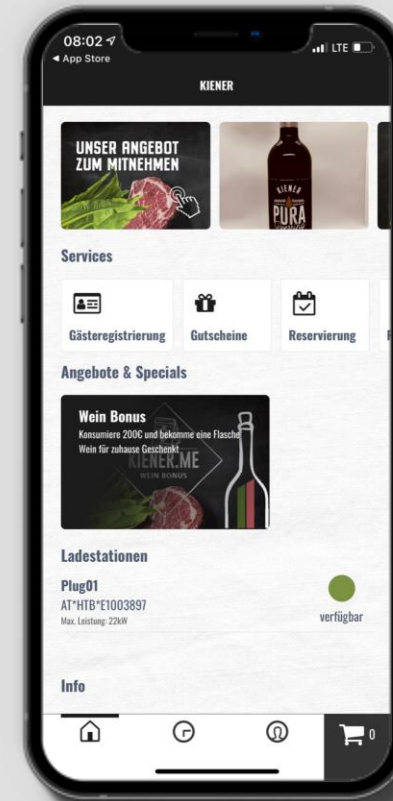 08:02
◄ App Store
LTE
KIENER
UNSER ANGEBOT
ZUM MITNEHMEN
KIENER
PURA
Services
Gästeregistrierung
Gutscheine
Reservierung
Angebote & Specials
Wein Bonus
Konsumiere 200€ und bekomme eine Flasche
Wein für zuhause Geschenkt
KIENER.ME
WEIN BONUS
Ladestationen
Plug01
AT*HTB*E1003897
Max. Leistung: 22kW
verfügbar
Info
0